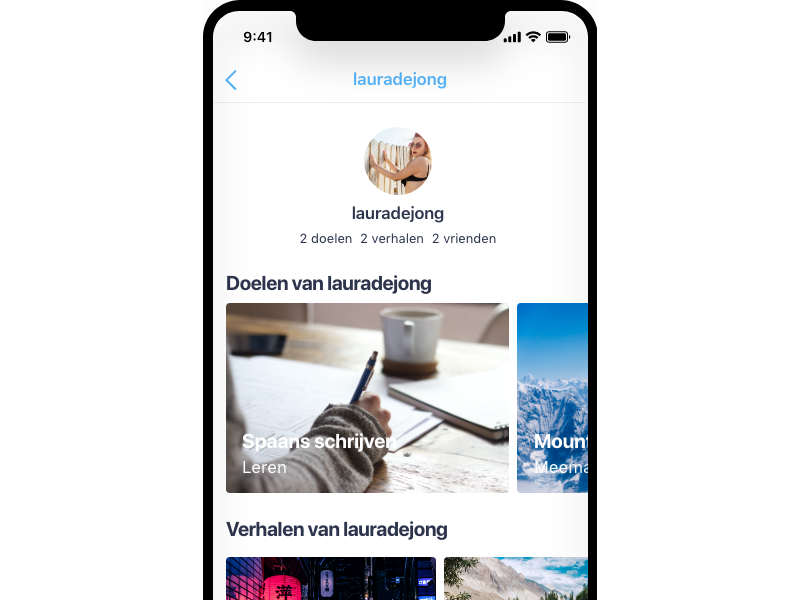 9:41
lauradejong
lauradejong
2 doelen 2 verhalen 2 vrienden
Doelen van lauradejong
Spaans schrijven
Leren
Mount
Meema
Verhalen van lauradejong
萍